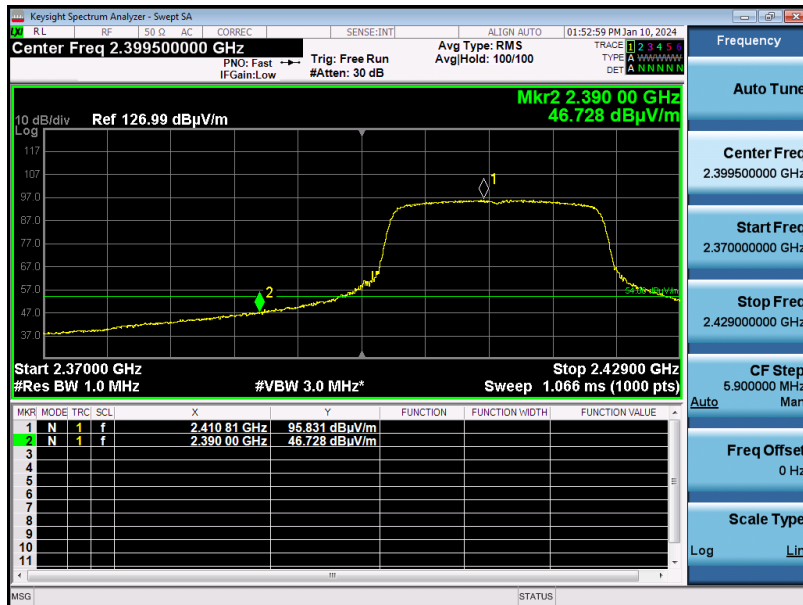 Keysight Spectrum Analyzer - Swept SA
LXI RL RF 50 Ω AC CORREC SENSE:INT ALIGN AUTO 01:52:59 PM Jan 10, 2024
Center Freq 2.399500000 GHz
PNO: Fast
IFGain:Low
Trig: Free Run
#Atten: 30 dB
Avg Type: RMS
Avg|Hold: 100/100
TRACE 1 2 3 4 5 6
TYPE A WWWWW
DET A N N N N N
Mkr2 2.390 00 GHz
46.728 dBµV/m
10 dB/div Ref 126.99 dBµV/m
Log
117
107
97.0
87.0
77.0
67.0
57.0
47.0
37.0
1
2
Start 2.37000 GHz Stop 2.42900 GHz
#Res BW 1.0 MHz #VBW 3.0 MHz* Sweep 1.066 ms (1000 pts)
MKR MODE TRC SCL X Y FUNCTION FUNCTION WIDTH FUNCTION VALUE
1 N 1 f 2.410 81 GHz 95.831 dBµV/m
2 N 1 f 2.390 00 GHz 46.728 dBµV/m
3
4
5
6
7
8
9
10
11
MSG STATUS
Frequency
Auto Tune
Center Freq
2.399500000 GHz
Start Freq
2.370000000 GHz
Stop Freq
2.429000000 GHz
CF Step
5.900000 MHz
Auto Man
Freq Offset
0 Hz
Scale Type
Log Lin